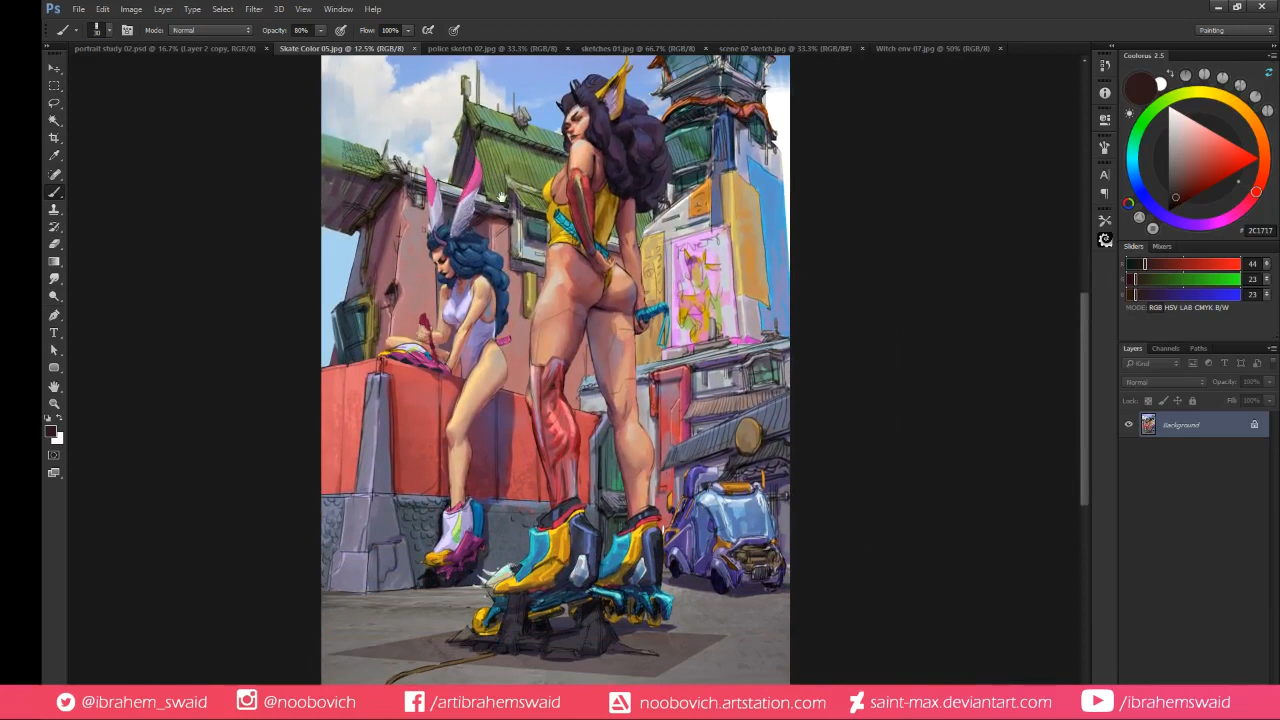 Ps File Edit Image Layer Type Select Filter 3D View Window Help
30 Mode: Normal Opacity: 80% Flow: 100% Painting
portrait study 02.psd @ 16.7% (Layer 2 copy, RGB/8) × Skate Color 05.jpg @ 12.5% (RGB/8) × police sketch 02.jpg @ 33.3% (RGB/8) × sketches 01.jpg @ 66.7% (RGB/8) × scene 02 sketch.jpg @ 33.3% (RGB/8#) × Witch env-07.jpg @ 50% (RGB/8) ×
Coolorus 2.5
# 2C1717
Sliders Mixers
44
23
23
MODE: RGB HSV LAB CMYK B/W
Layers Channels Paths
Kind
Normal Opacity: 100%
Lock: Fill: 100%
Background
@ibrahem_swaid @noobovich /artibrahemswaid noobovich.artstation.com saint-max.deviantart.com /ibrahemswaid